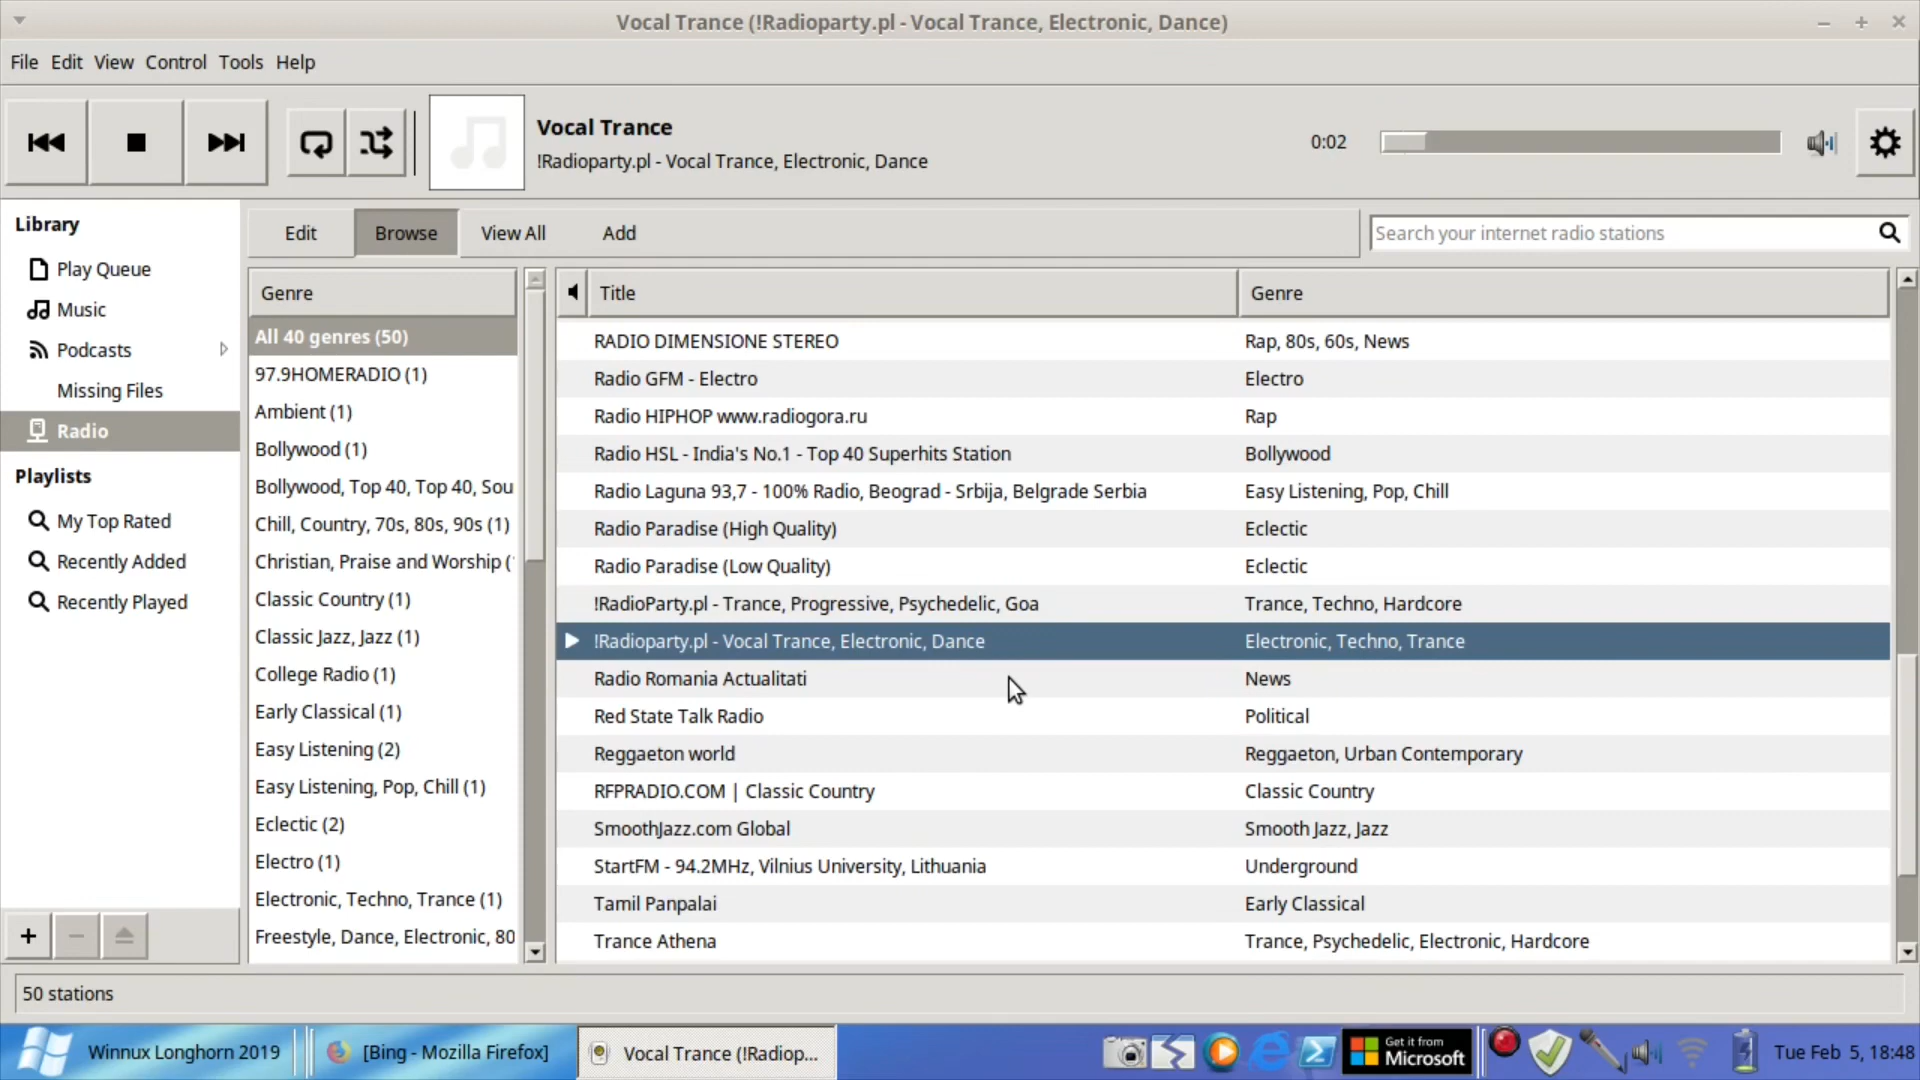 Vocal Trance (!Radioparty.pl - Vocal Trance, Electronic, Dance)
File Edit View Control Tools Help
Vocal Trance
!Radioparty.pl - Vocal Trance, Electronic, Dance
0:02
Library
Play Queue
Music
Podcasts
Missing Files
Radio
Playlists
My Top Rated
Recently Added
Recently Played
Edit Browse View All Add
Search your internet radio stations
Genre
All 40 genres (50)
97.9HOMERADIO (1)
Ambient (1)
Bollywood (1)
Bollywood, Top 40, Top 40, Sou
Chill, Country, 70s, 80s, 90s (1)
Christian, Praise and Worship (
Classic Country (1)
Classic Jazz, Jazz (1)
College Radio (1)
Early Classical (1)
Easy Listening (2)
Easy Listening, Pop, Chill (1)
Eclectic (2)
Electro (1)
Electronic, Techno, Trance (1)
Freestyle, Dance, Electronic, 80
Title Genre
RADIO DIMENSIONE STEREO Rap, 80s, 60s, News
Radio GFM - Electro Electro
Radio HIPHOP www.radiogora.ru Rap
Radio HSL - India's No.1 - Top 40 Superhits Station Bollywood
Radio Laguna 93,7 - 100% Radio, Beograd - Srbija, Belgrade Serbia Easy Listening, Pop, Chill
Radio Paradise (High Quality) Eclectic
Radio Paradise (Low Quality) Eclectic
!RadioParty.pl - Trance, Progressive, Psychedelic, Goa Trance, Techno, Hardcore
!Radioparty.pl - Vocal Trance, Electronic, Dance Electronic, Techno, Trance
Radio Romania Actualitati News
Red State Talk Radio Political
Reggaeton world Reggaeton, Urban Contemporary
RFPRADIO.COM | Classic Country Classic Country
SmoothJazz.com Global Smooth Jazz, Jazz
StartFM - 94.2MHz, Vilnius University, Lithuania Underground
Tamil Panpalai Early Classical
Trance Athena Trance, Psychedelic, Electronic, Hardcore
50 stations
Winnux Longhorn 2019
[Bing - Mozilla Firefox]
Vocal Trance (!Radiop...
Get it from
Microsoft
Tue Feb 5, 18:48